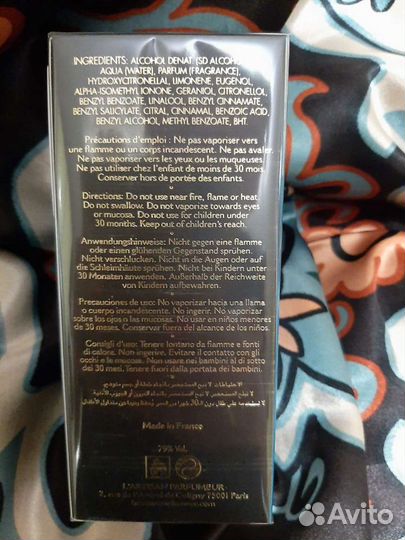 INGREDIENTS: ALCOHOL DENAT. (SD ALCOHOL
AQUA (WATER), PARFUM (FRAGRANCE),
HYDROXYCITRONELLAL, LIMONENE, EUGENOL,
ALPHA-ISOMETHYL IONONE, GERANIOL, CITRONELLOL,
BENZYL BENZOATE, LINALOOL, BENZYL CINNAMATE,
BENZYL SALICYLATE, CITRAL, CINNAMAL, BENZOIC ACID,
BENZYL ALCOHOL, METHYL BENZOATE, BHT.
Précautions d'emploi : Ne pas vaporiser vers
une flamme ou un corps incandescent. Ne pas avaler.
Ne pas vaporiser vers les yeux ou les muqueuses.
Ne pas utiliser chez l'enfant de moins de 30 mois.
Conserver hors de portée des enfants.
Directions: Do not use near fire, flame or heat.
Do not swallow. Do not vaporize towards eyes
or mucosa. Do not use for children under
30 months. Keep out of children's reach.
Anwendungshinweise: Nicht gegen eine flamme
oder einen glühenden Gegenstand sprühen.
Nicht verschlucken. Nicht in die Augen oder auf
die Schleimhäute sprühen. Nicht bei Kindern unter
30 Monaten anwenden. Außerhalb der Reichweite
von Kindern aufbewahren.
Precauciones de uso: No vaporizar hacia una llama
o cuerpo incandescente. No ingerir. No vaporizar
sobre los ojos o las mucosas. No usar en niños menores
de 30 meses. Conservar fuera del alcance de los niños.
Consigli d'uso: Tenere lontano da fiamme e fonti
di calore. Non ingerire. Evitare il contatto con gli
occhi e le mucose. Non usare nei bambini al di sotto
dei 30 mesi. Tenere fuori dalla portata dei bambini.
Made in France
79% Vol.
L'ARTISAN PARFUMEUR
2, rue de
de Coligny 75001 Paris
Avito